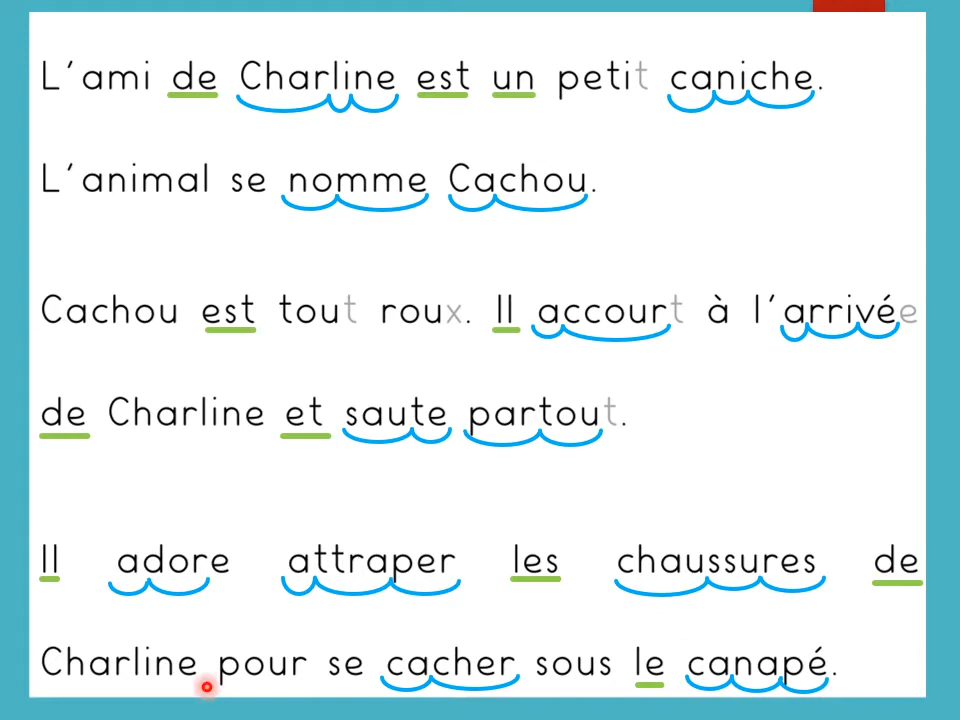 L'ami de Charline est un petit caniche.
L'animal se nomme Cachou.
Cachou est tout roux. Il accourt à l'arrivée
de Charline et saute partout.
Il adore attraper les chaussures de
Charline pour se cacher sous le canapé.